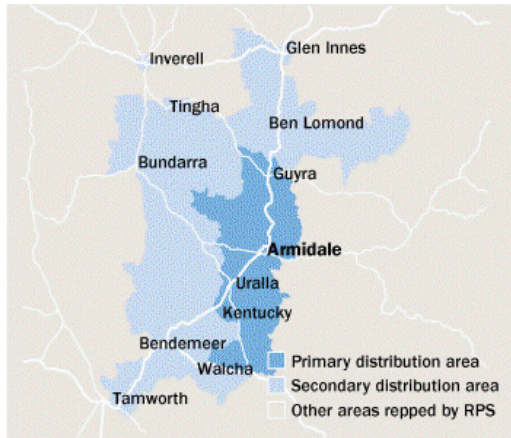 Glen Innes
Inverell
Tingha
Ben Lomond
Bundarra
Guyra
Armidale
Uralla
Kentucky
Bendemeer
Walcha
Tamworth
Primary distribution area
Secondary distribution area
Other areas repped by RPS